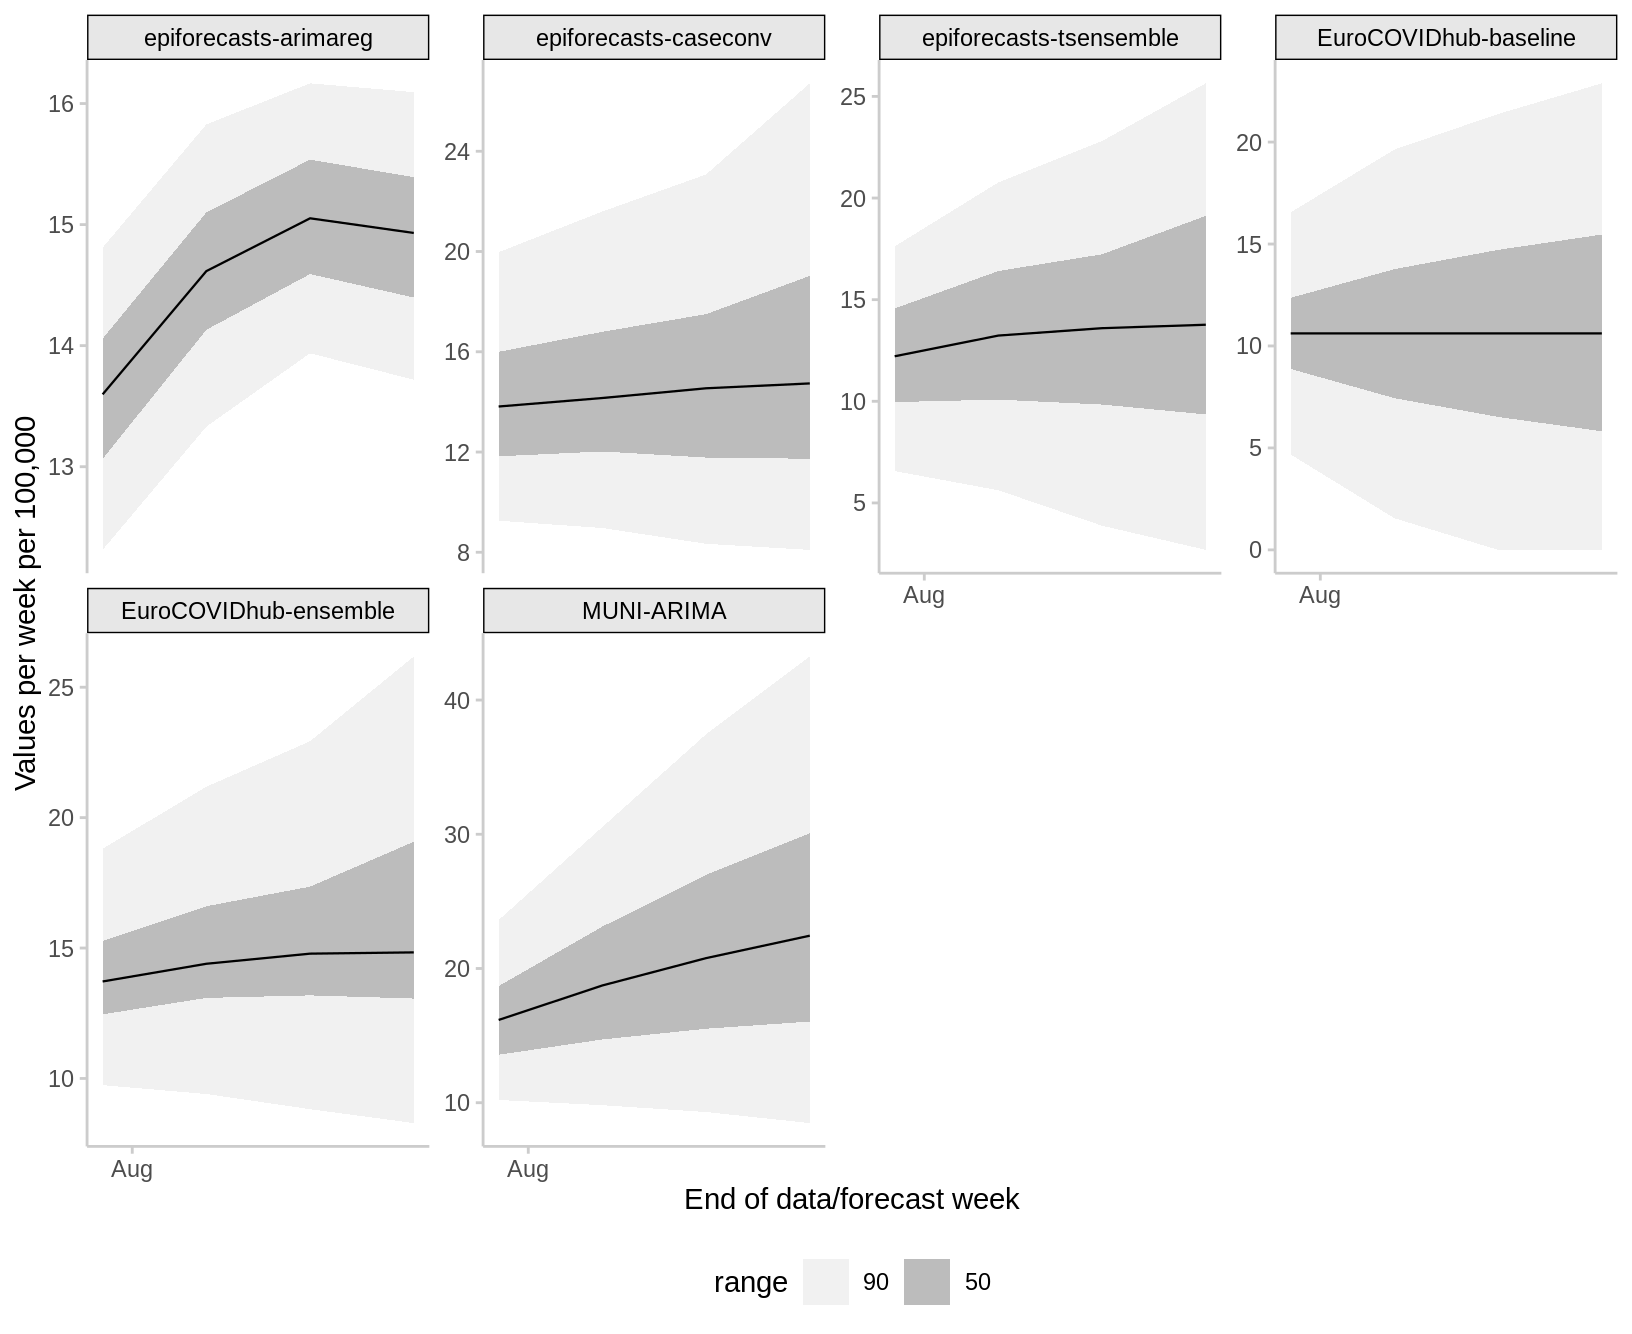 epiforecasts-arimareg
epiforecasts-caseconv
epiforecasts-tsensemble
EuroCOVIDhub-baseline
16
15
14
13
24
20
16
12
8
25
20
15
10
5
20
15
10
5
0
Aug
Aug
Values per week per 100,000
EuroCOVIDhub-ensemble
MUNI-ARIMA
25
20
15
10
40
30
20
10
Aug
Aug
End of data/forecast week
range 90 50